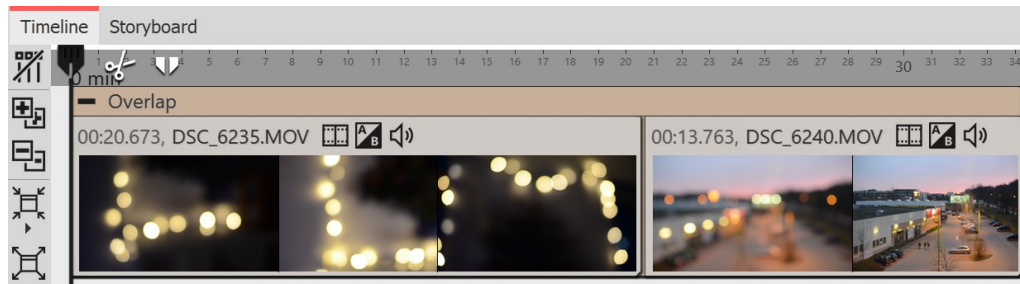 Timeline Storyboard
1 3 4 5 6 7 8 9 10 11 12 13 14 15 16 17 18 19 20 21 22 23 24 25 26 27 28 29 30 31 32 33 34
0 min
Overlap
00:20.673, DSC_6235.MOV A B 00:13.763, DSC_6240.MOV A B